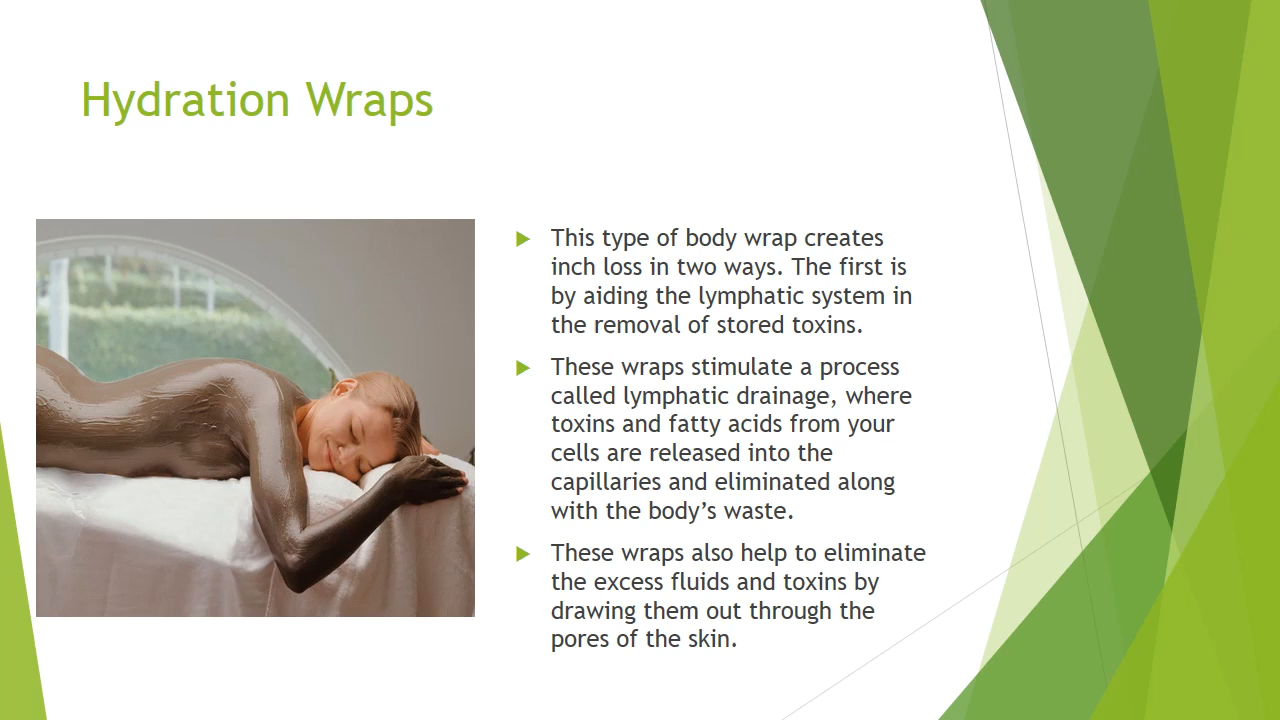 Hydration Wraps
This type of body wrap creates
inch loss in two ways. The first is
by aiding the lymphatic system in
the removal of stored toxins.
These wraps stimulate a process
called lymphatic drainage, where
toxins and fatty acids from your
cells are released into the
capillaries and eliminated along
with the body’s waste.
These wraps also help to eliminate
the excess fluids and toxins by
drawing them out through the
pores of the skin.